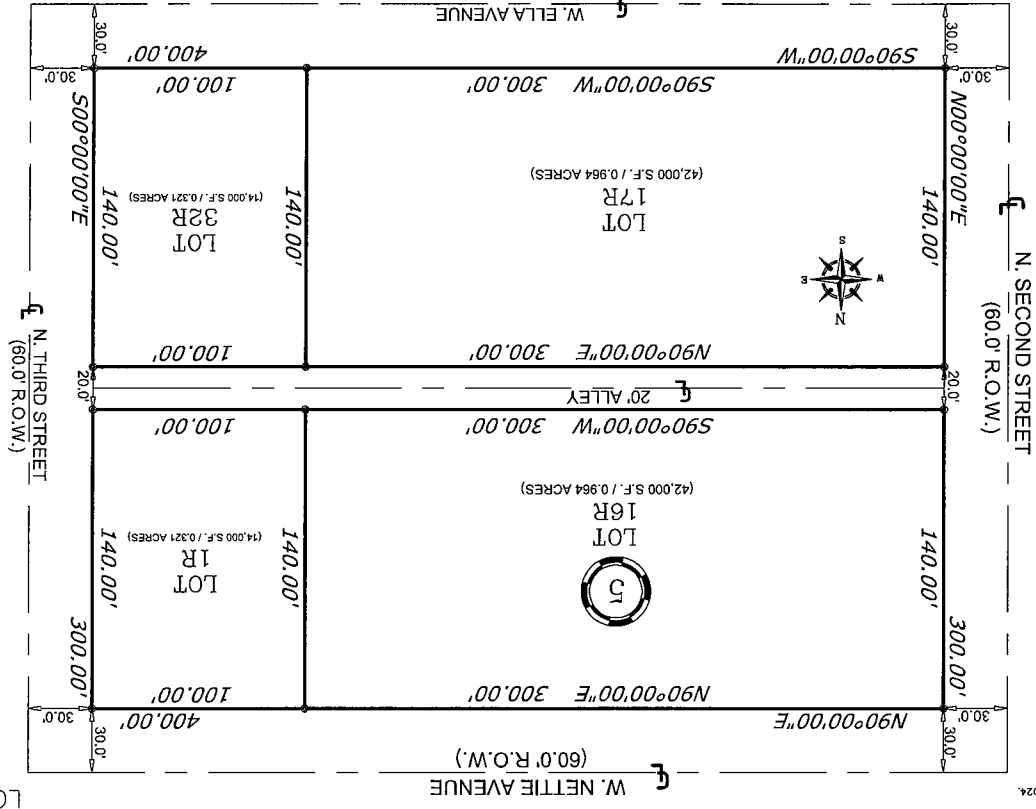 W. NETTIE AVENUE
(60.0' R.O.W.)
30.0'
30.0'
30.0'
30.0'
N90°00'00"E
400.00'
N90°00'00"E 300.00'
100.00'
300.00'
300.00'
5
LOT
16R
(42,000 S.F. / 0.964 ACRES)
LOT
1R
(14,000 S.F. / 0.321 ACRES)
140.00'
140.00'
140.00'
S90°00'00"W 300.00'
100.00'
20' ALLEY
20.0'
20.0'
N. SECOND STREET
(60.0' R.O.W.)
N. THIRD STREET
(60.0' R.O.W.)
N90°00'00"E 300.00'
100.00'
N
W
E
S
LOT
17R
(42,000 S.F. / 0.964 ACRES)
LOT
32R
(14,000 S.F. / 0.321 ACRES)
140.00'
140.00'
140.00'
N00°00'00"E
S00°00'00"E
S90°00'00"W 300.00'
100.00'
S90°00'00"W
400.00'
30.0'
30.0'
30.0'
30.0'
W. ELLA AVENUE